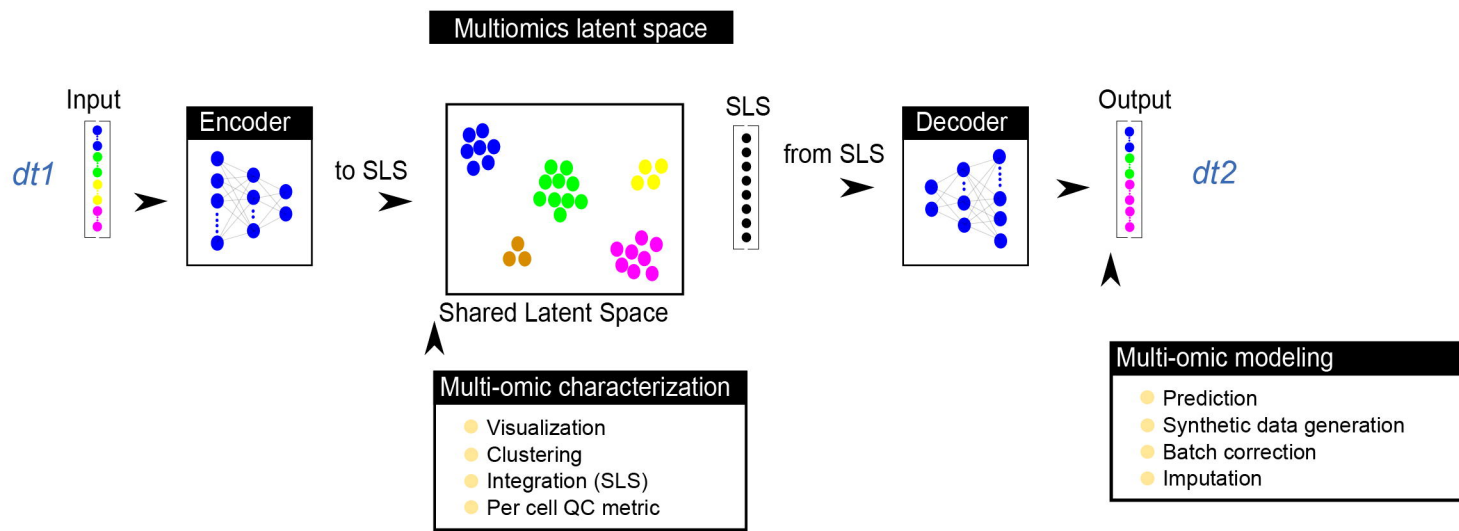 Multiomics latent space
Input
dt1
Encoder
to SLS
Shared Latent Space
SLS
from SLS
Decoder
Output
dt2
Multi-omic characterization
Visualization
Clustering
Integration (SLS)
Per cell QC metric
Multi-omic modeling
Prediction
Synthetic data generation
Batch correction
Imputation